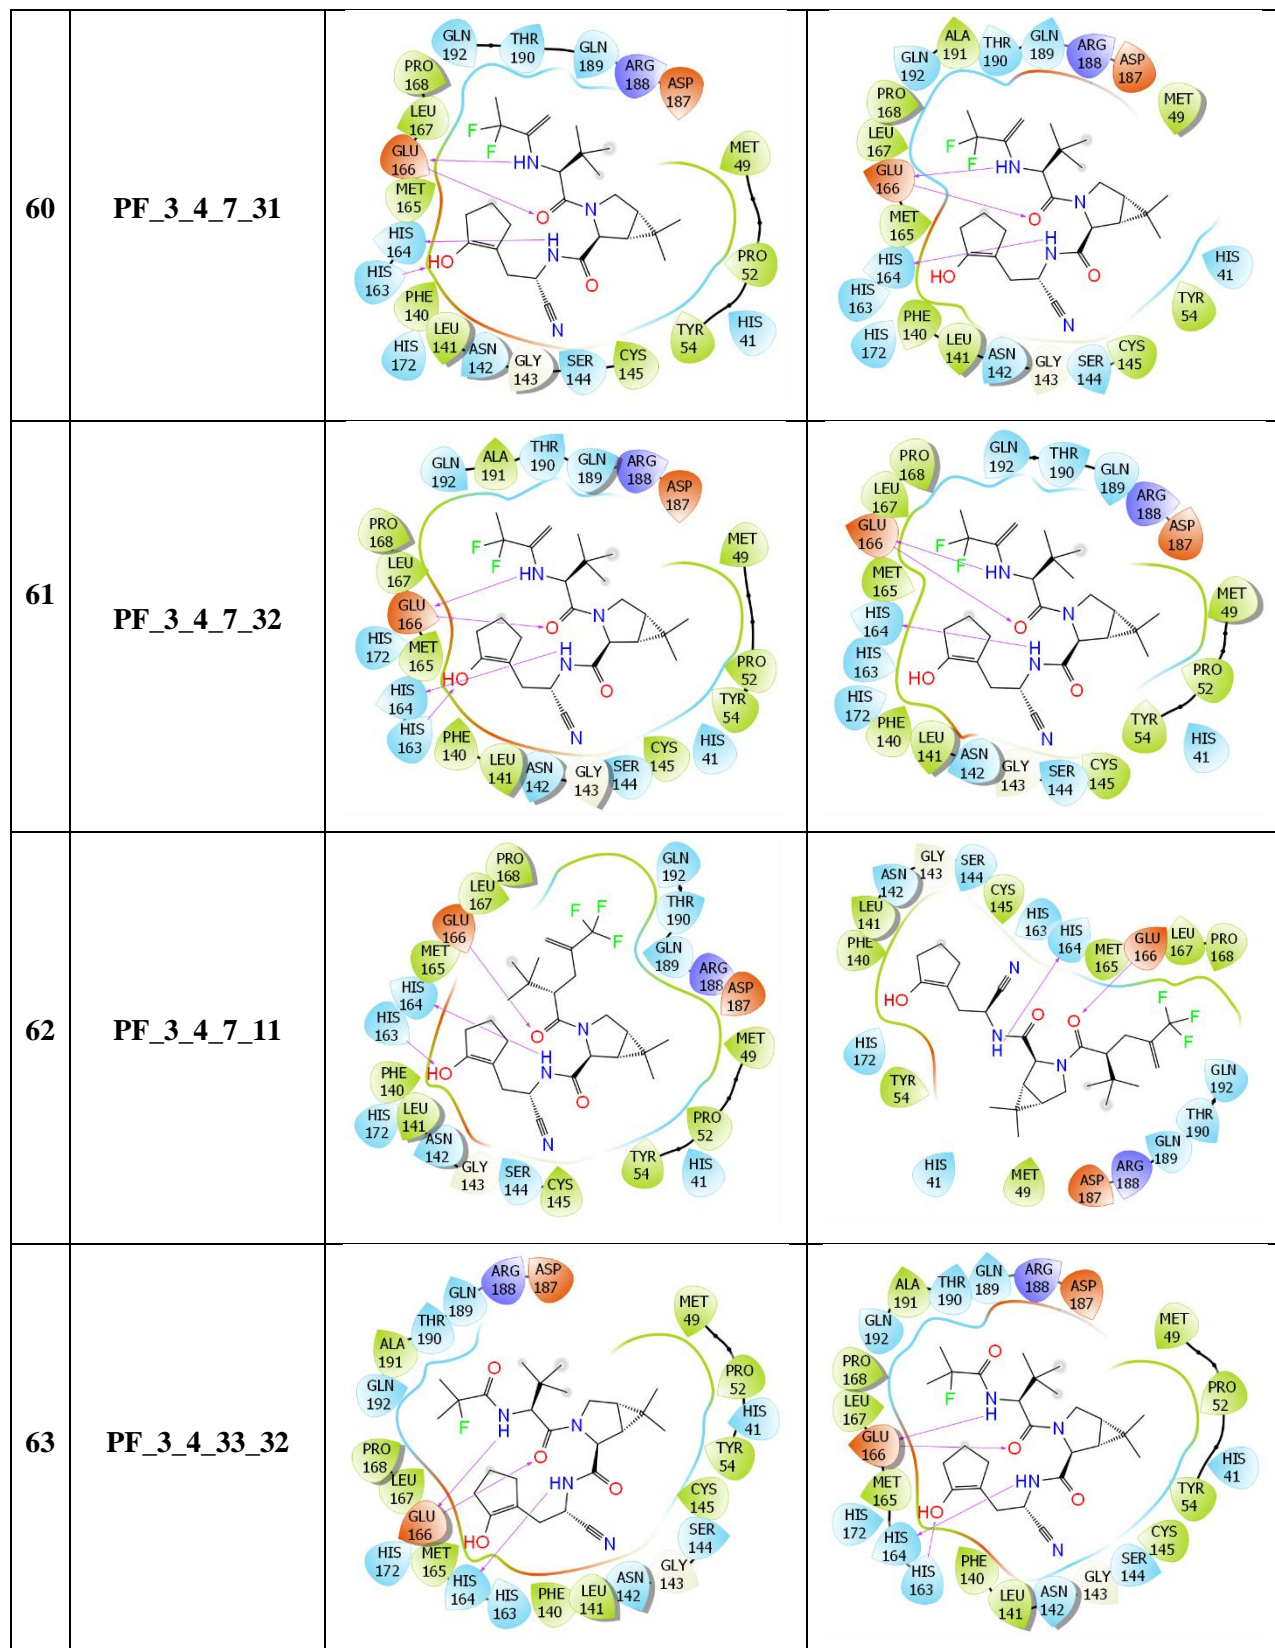 60
PF_3_4_7_31
GLN 192
THR 190
GLN 189
ARG 188
ASP 187
PRO 168
LEU 167
GLU 166
MET 165
HIS 164
HIS 163
PHE 140
HIS 172
LEU 141
ASN 142
GLY 143
SER 144
CYS 145
TYR 54
HIS 41
PRO 52
MET 49
F
F
HN
O
N
H
N
O
HO
N
GLN 192
ALA 191
THR 190
GLN 189
ARG 188
ASP 187
MET 49
PRO 168
LEU 167
GLU 166
MET 165
HIS 164
HIS 163
HIS 172
PHE 140
LEU 141
ASN 142
GLY 143
SER 144
CYS 145
TYR 54
HIS 41
F
F
HN
O
N
H
N
O
HO
N
61
PF_3_4_7_32
GLN 192
ALA 191
THR 190
GLN 189
ARG 188
ASP 187
MET 49
PRO 168
LEU 167
GLU 166
HIS 172
MET 165
HIS 164
HIS 163
PHE 140
LEU 141
ASN 142
GLY 143
SER 144
CYS 145
HIS 41
TYR 54
PRO 52
F
F
HN
O
N
H
N
O
HO
N
PRO 168
LEU 167
GLU 166
MET 165
HIS 164
HIS 163
HIS 172
PHE 140
LEU 141
ASN 142
GLY 143
SER 144
CYS 145
TYR 54
HIS 41
PRO 52
MET 49
GLN 192
THR 190
GLN 189
ARG 188
ASP 187
F
F
HN
O
N
H
N
O
HO
N
62
PF_3_4_7_11
PRO 168
LEU 167
GLU 166
MET 165
HIS 164
HIS 163
PHE 140
HIS 172
LEU 141
ASN 142
GLY 143
SER 144
CYS 145
TYR 54
HIS 41
PRO 52
MET 49
GLN 192
THR 190
GLN 189
ARG 188
ASP 187
F
F
F
O
N
H
N
O
HO
N
GLY 143
SER 144
ASN 142
CYS 145
LEU 141
PHE 140
HIS 163
HIS 164
MET 165
GLU 166
LEU 167
PRO 168
HIS 172
TYR 54
HIS 41
MET 49
ASP 187
ARG 188
GLN 189
THR 190
GLN 192
N
HO
N
H
O
O
N
F
F
F
63
PF_3_4_33_32
ARG 188
ASP 187
GLN 189
THR 190
ALA 191
GLN 192
PRO 168
LEU 167
GLU 166
HIS 172
MET 165
HIS 164
HIS 163
PHE 140
LEU 141
ASN 142
GLY 143
SER 144
CYS 145
TYR 54
HIS 41
PRO 52
MET 49
O
F
N
H
O
N
HN
O
HO
N
ALA 191
THR 190
GLN 189
ARG 188
ASP 187
GLN 192
PRO 168
LEU 167
GLU 166
MET 165
HIS 172
HIS 164
HIS 163
PHE 140
LEU 141
ASN 142
GLY 143
SER 144
CYS 145
TYR 54
HIS 41
PRO 52
MET 49
O
F
N
H
O
N
HN
O
HO
N